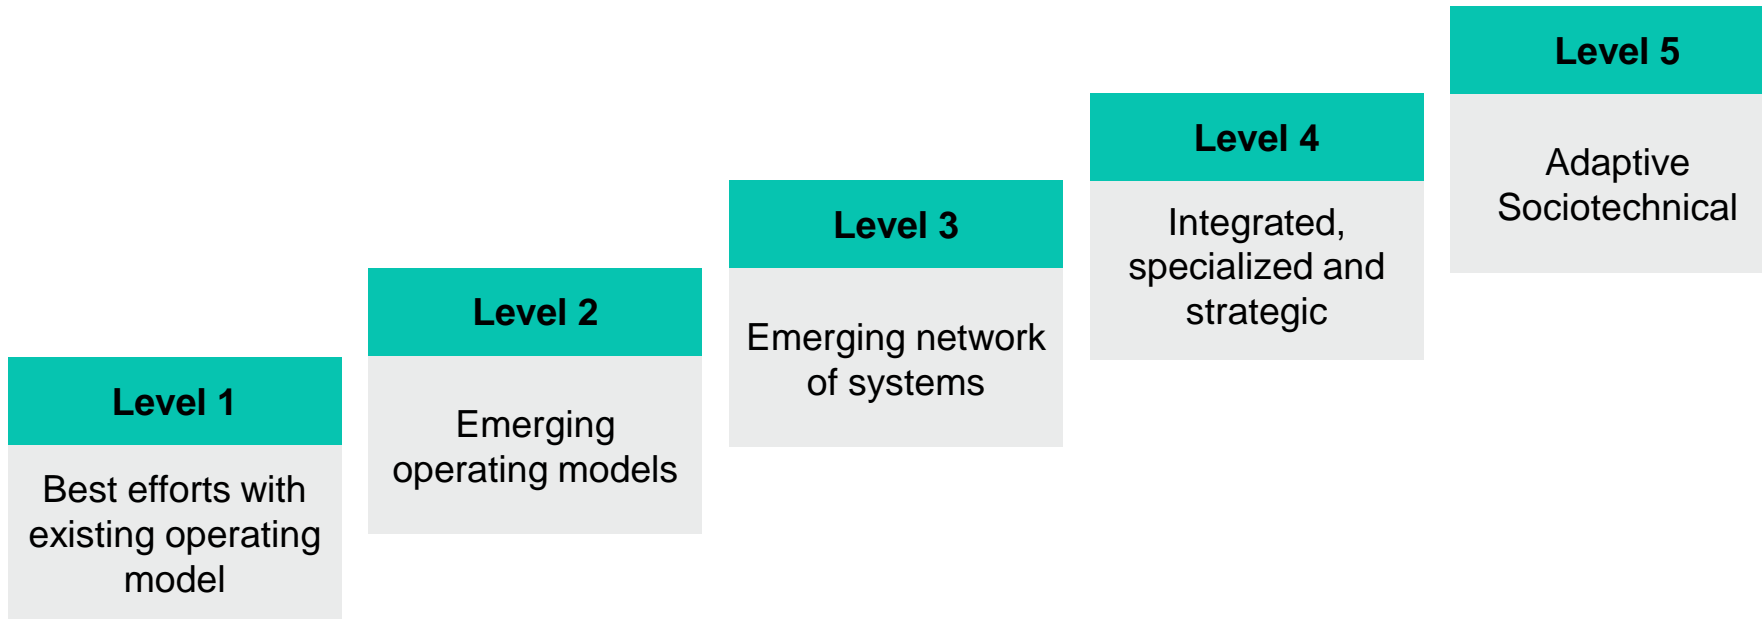 Level 1
Best efforts with
existing operating
model
Level 2
Emerging
operating models
Level 3
Emerging network
of systems
Level 4
Integrated,
specialized and
strategic
Level 5
Adaptive
Sociotechnical